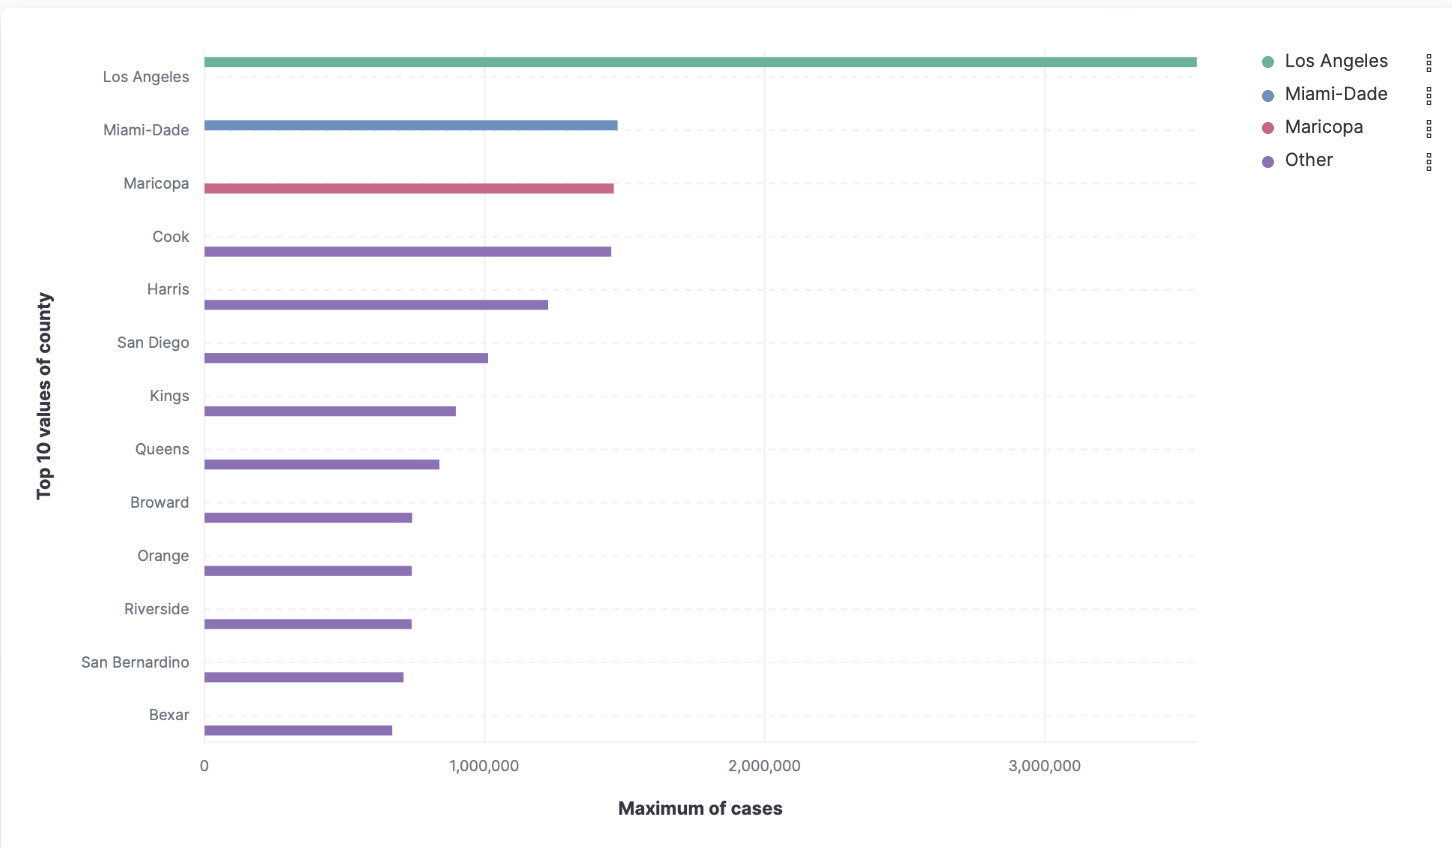 Los Angeles
Miami-Dade
Maricopa
Cook
Harris
San Diego
Kings
Queens
Broward
Orange
Riverside
San Bernardino
Bexar
Top 10 values of county
0
1,000,000
2,000,000
3,000,000
Maximum of cases
Los Angeles
Miami-Dade
Maricopa
Other